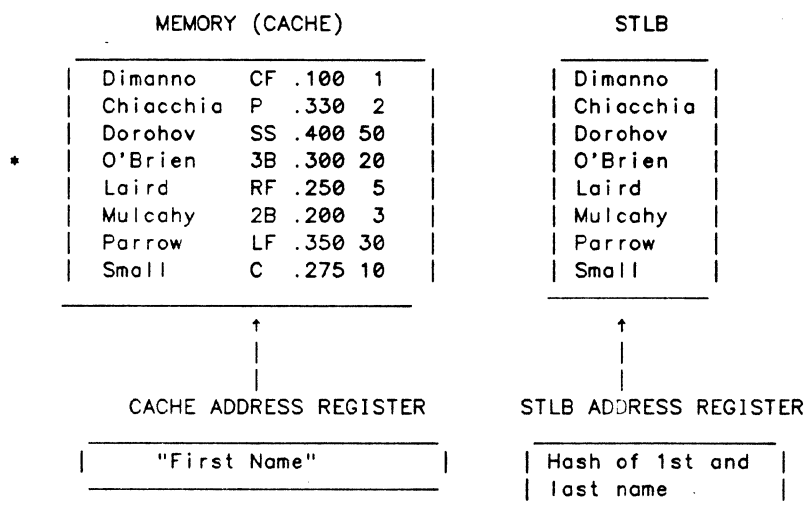 MEMORY (CACHE) STLB
Dimanno CF .100 1 Dimanno
Chiacchia P .330 2 Chiacchia
Dorohov SS .400 50 Dorohov
* O'Brien 3B .300 20 O'Brien
Laird RF .250 5 Laird
Mulcahy 2B .200 3 Mulcahy
Parrow LF .350 30 Parrow
Small C .275 10 Small
CACHE ADDRESS REGISTER STLB ADDRESS REGISTER
"First Name" Hash of 1st and
last name